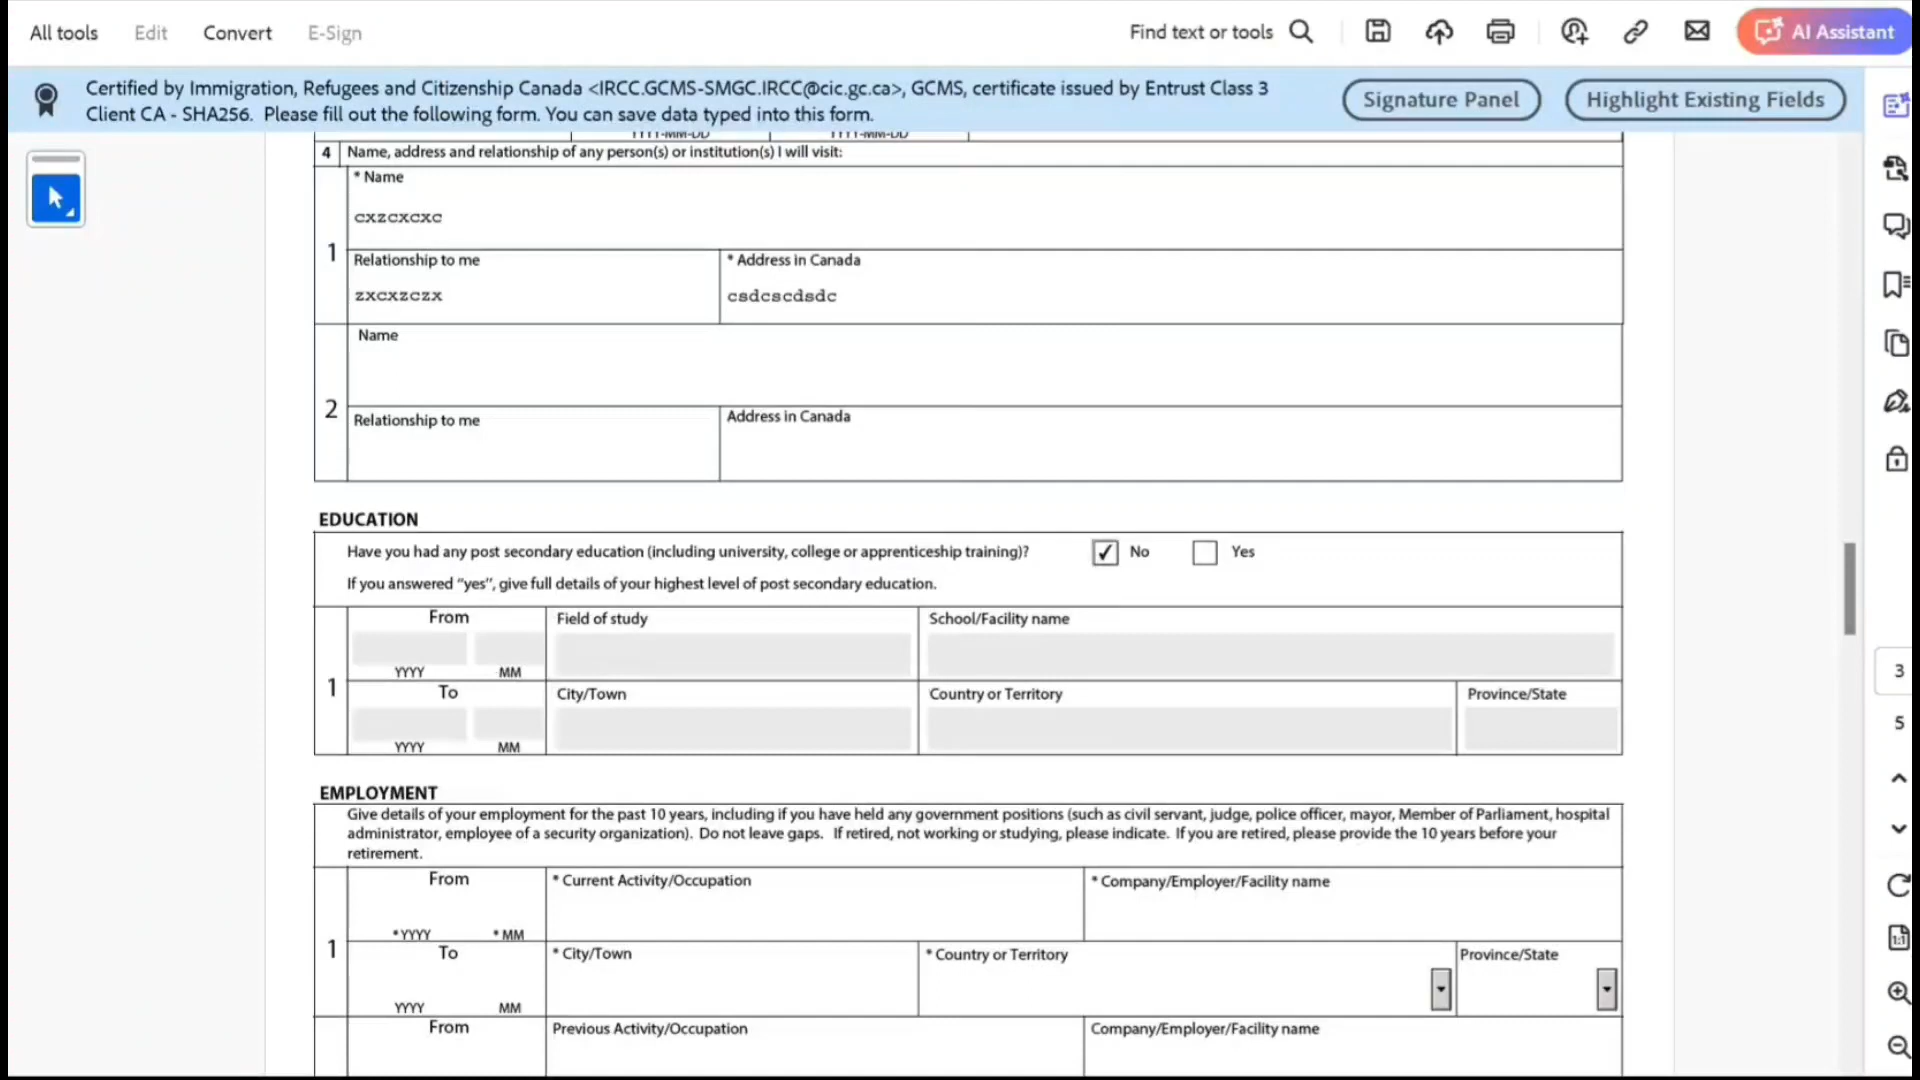 All tools Edit Convert E-Sign Find text or tools AI Assistant
Certified by Immigration, Refugees and Citizenship Canada <IRCC.GCMS-SMGC.IRCC@cic.gc.ca>, GCMS, certificate issued by Entrust Class 3
Client CA - SHA256. Please fill out the following form. You can save data typed into this form.
Signature Panel Highlight Existing Fields
YYYY-MM-DD YYYY-MM-DD
4 Name, address and relationship of any person(s) or institution(s) I will visit:
* Name
cxzcxcxc
1
Relationship to me * Address in Canada
zxcxzczx csdcscdsdc
Name
2
Relationship to me Address in Canada
EDUCATION
Have you had any post secondary education (including university, college or apprenticeship training)? No Yes
If you answered “yes”, give full details of your highest level of post secondary education.
From Field of study School/Facility name
YYYY MM
1
To City/Town Country or Territory Province/State
YYYY MM
EMPLOYMENT
Give details of your employment for the past 10 years, including if you have held any government positions (such as civil servant, judge, police officer, mayor, Member of Parliament, hospital
administrator, employee of a security organization). Do not leave gaps. If retired, not working or studying, please indicate. If you are retired, please provide the 10 years before your
retirement.
From * Current Activity/Occupation * Company/Employer/Facility name
* YYYY * MM
1
To * City/Town * Country or Territory Province/State
YYYY MM
From Previous Activity/Occupation Company/Employer/Facility name
3
5
1:1